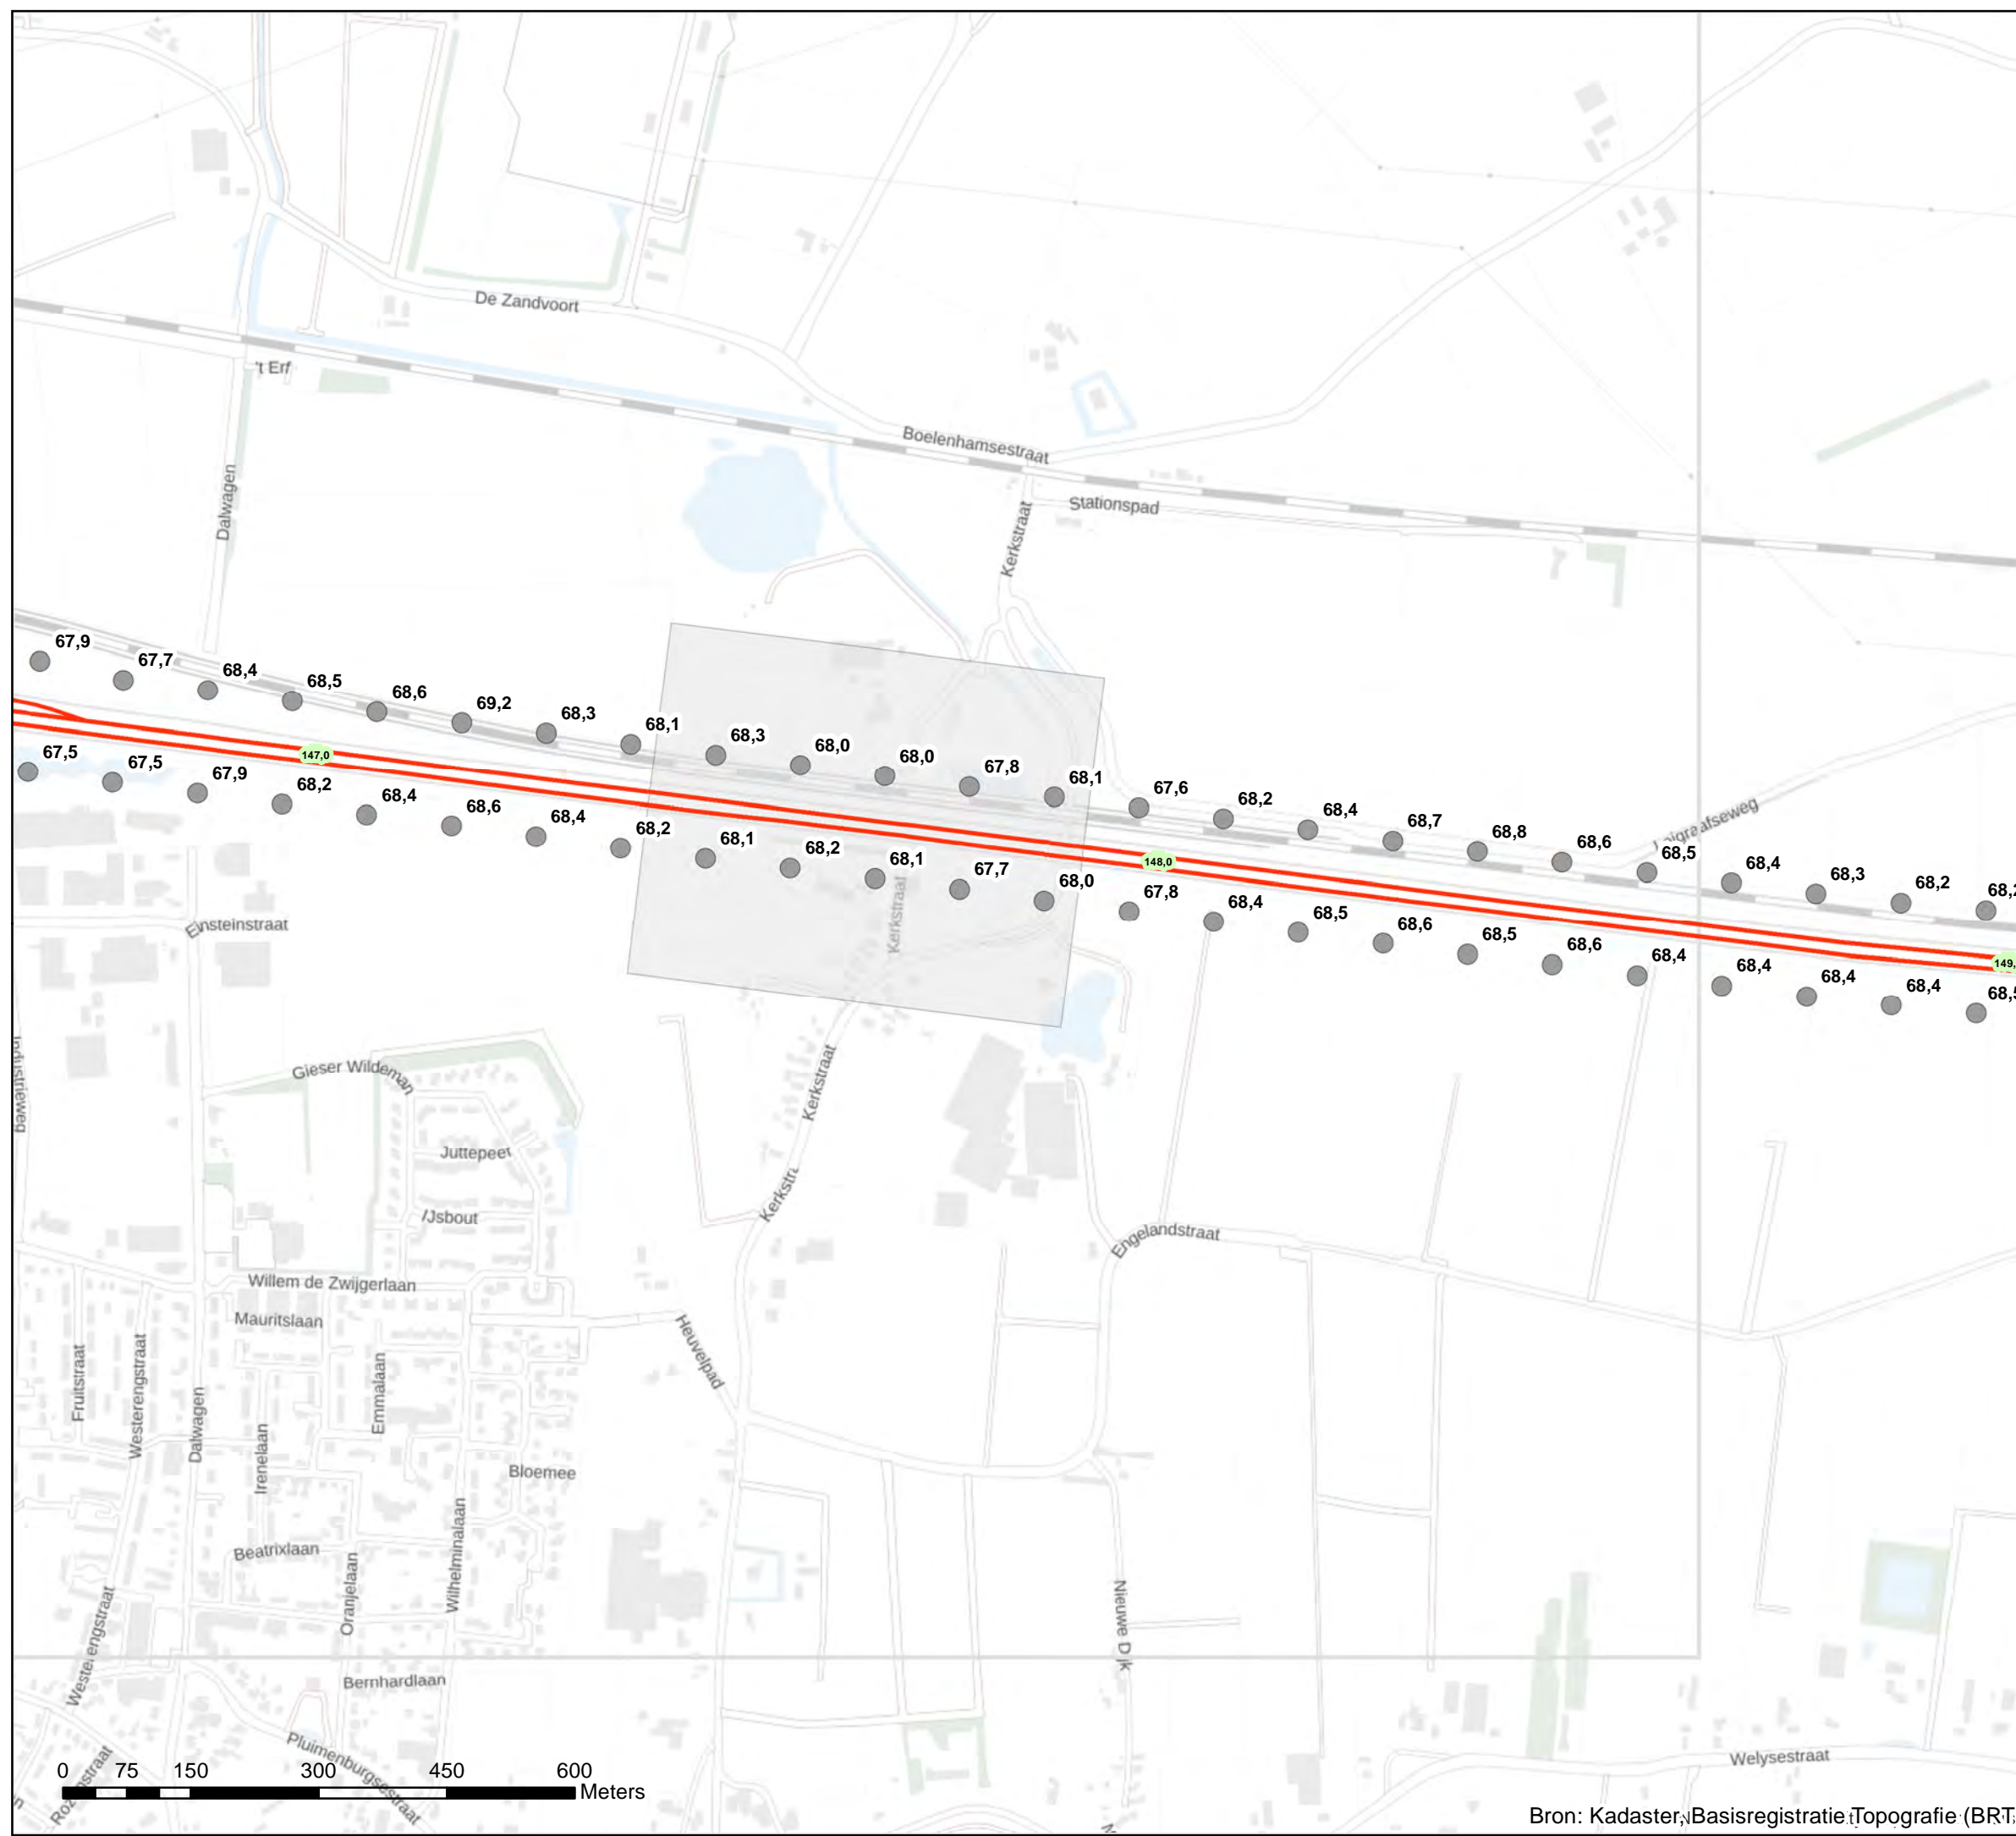 De Zandvoort
't Erf
Boelenhamsestraat
Dalwagen
Stationspad
Kerkstraat
67,9
67,7
68,4
68,5
68,6
69,2
68,3
68,1
68,3
68,0
68,0
67,8
68,1
67,6
68,2
68,4
68,7
68,8
68,6
68,5
68,4
68,3
68,2
68,2
147,0
148,0
149,
67,5
67,5
67,9
68,2
68,4
68,6
68,4
68,2
68,1
68,2
68,1
67,7
68,0
67,8
68,4
68,5
68,6
68,5
68,6
68,4
68,4
68,4
68,4
68,5
Kerkstraat
Einsteinstraat
Industrieweg
Gieser Wildeman
Kerkstraat
Juttepeer
IJsbout
Kerkstra
Engelandstraat
Willem de Zwijgerlaan
Mauritslaan
Heuvelpad
Fruitstraat
Westerengstraat
Dalwagen
Emmalaan
Irenelaan
Bloemee
Beatrixlaan
Oranjelaan
Wilhelminalaan
Westerengstraat
Nieuwe Dijk
Bernhardlaan
Pluimenburgsestraat
Welysestraat
0 75 150 300 450 600
Meters
Bron: Kadaster, Basisregistratie Topografie (BRT